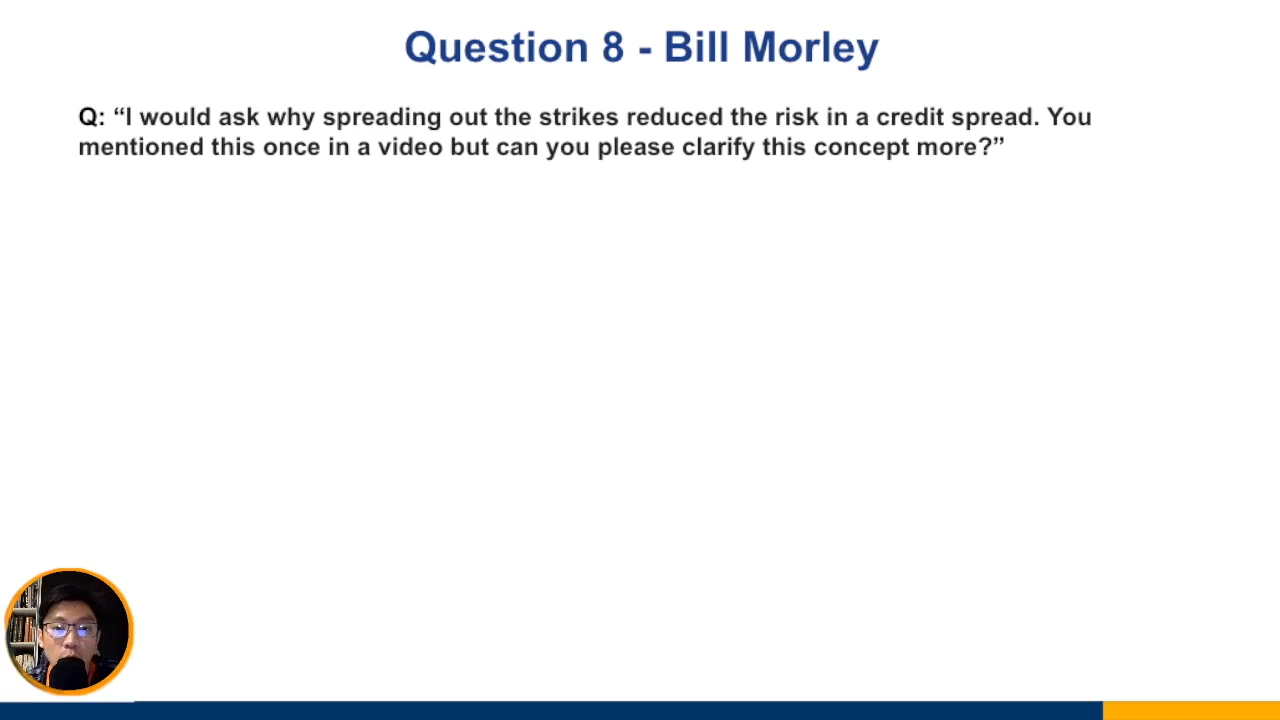 Question 8 - Bill Morley
Q: “I would ask why spreading out the strikes reduced the risk in a credit spread. You
mentioned this once in a video but can you please clarify this concept more?”